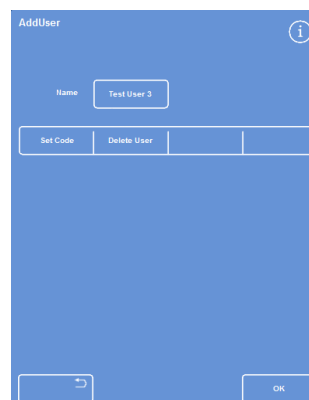 AddUser
i
Name Test User 3
Set Code Delete User
OK